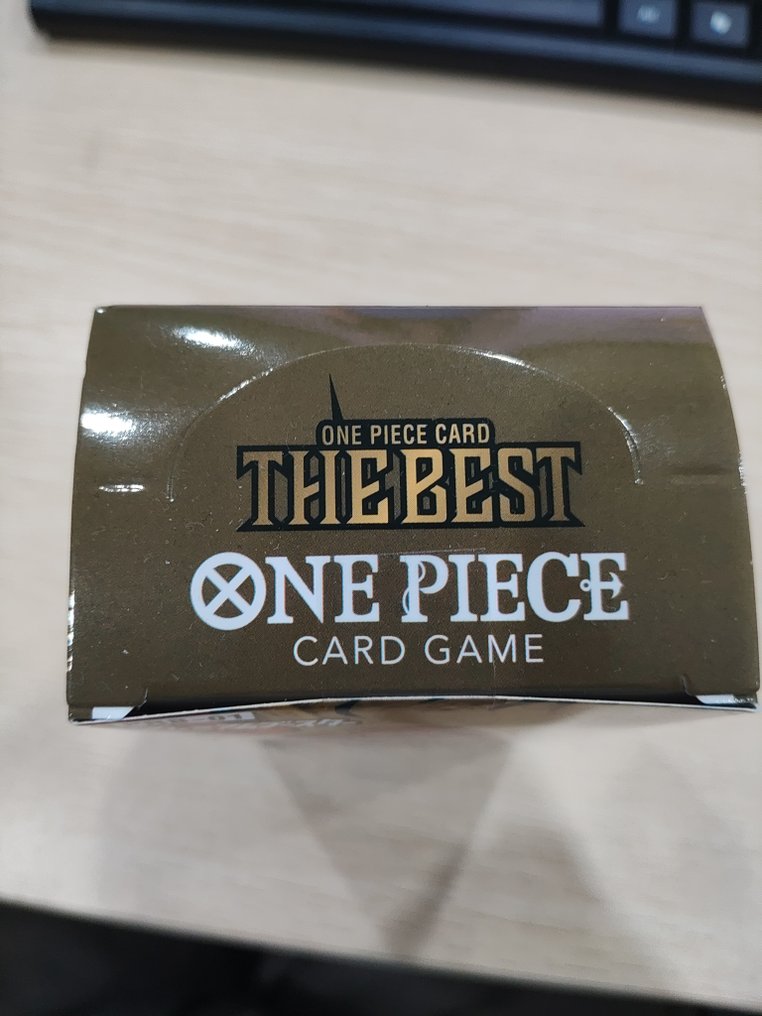 ONE PIECE CARD
THE BEST
ONE PIECE
CARD GAME